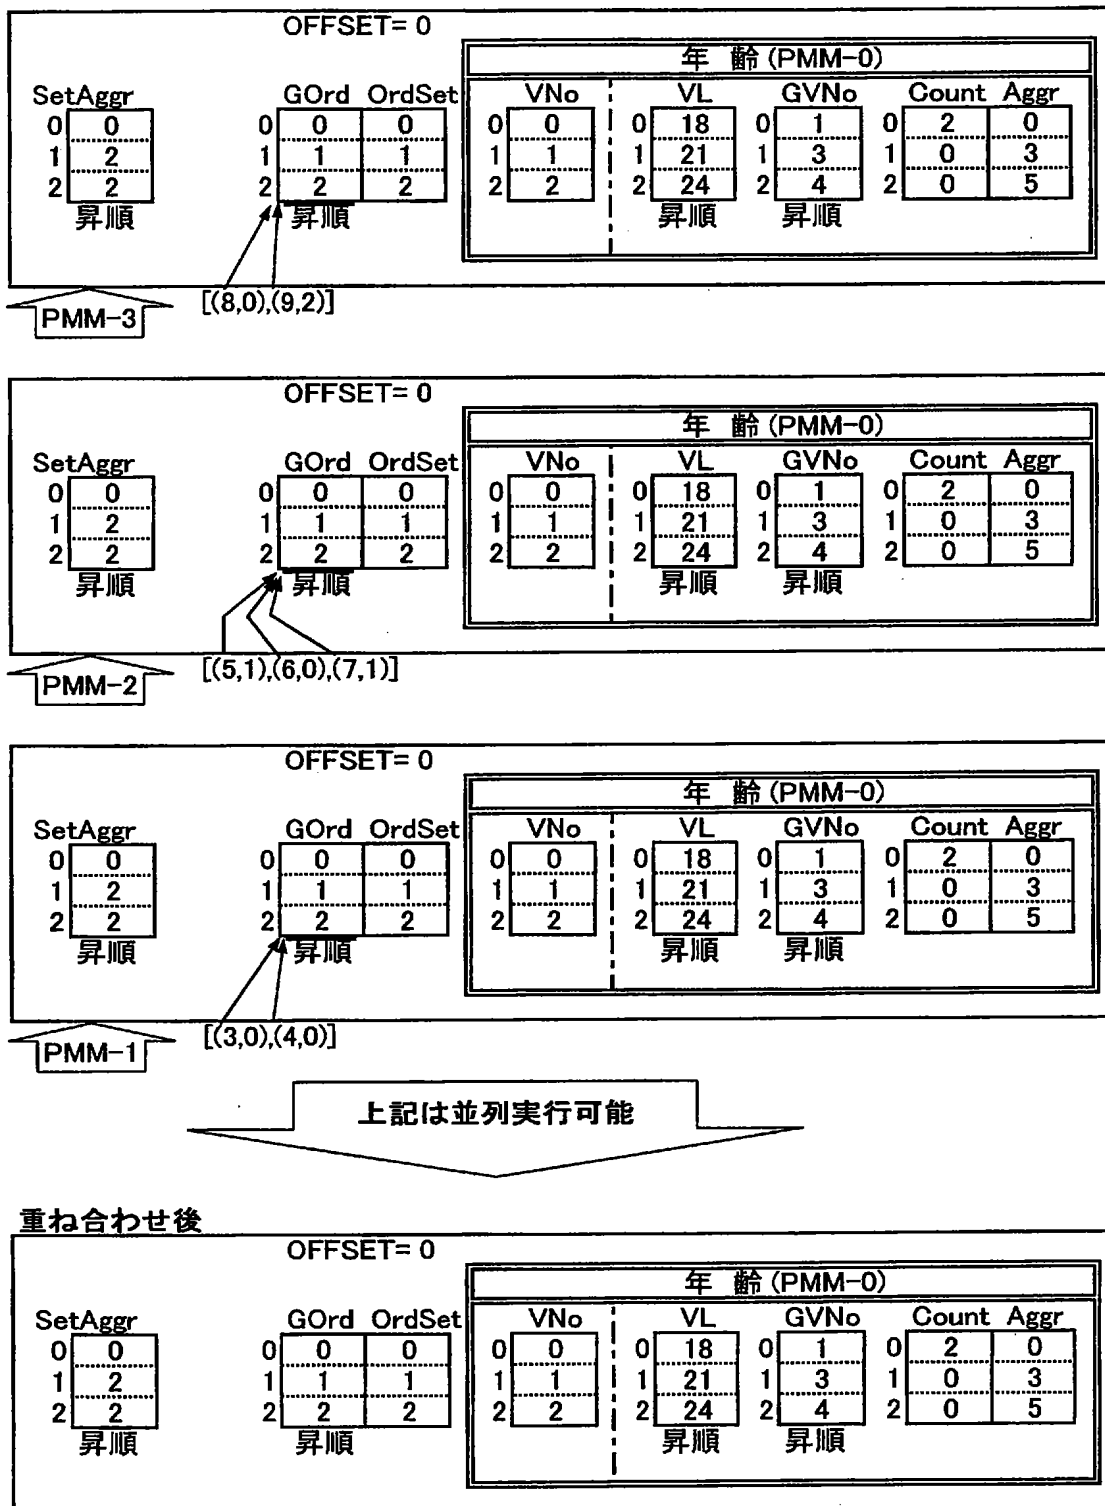 OFFSET= 0
年 齢 (PMM-0)
SetAggr GOrd OrdSet VNo VL GVNo Count Aggr
0 0 0 0 0 0 0 0 18 0 1 0 2 0
1 2 1 1 1 1 1 1 21 1 3 1 0 3
2 2 2 2 2 2 2 2 24 2 4 2 0 5
昇順 昇順 昇順 昇順
[(8,0),(9,2)]
PMM-3
OFFSET= 0
年 齢 (PMM-0)
SetAggr GOrd OrdSet VNo VL GVNo Count Aggr
0 0 0 0 0 0 0 0 18 0 1 0 2 0
1 2 1 1 1 1 1 1 21 1 3 1 0 3
2 2 2 2 2 2 2 2 24 2 4 2 0 5
昇順 昇順 昇順 昇順
[(5,1),(6,0),(7,1)]
PMM-2
OFFSET= 0
年 齢 (PMM-0)
SetAggr GOrd OrdSet VNo VL GVNo Count Aggr
0 0 0 0 0 0 0 0 18 0 1 0 2 0
1 2 1 1 1 1 1 1 21 1 3 1 0 3
2 2 2 2 2 2 2 2 24 2 4 2 0 5
昇順 昇順 昇順 昇順
[(3,0),(4,0)]
PMM-1
上記は並列実行可能
重ね合わせ後
OFFSET= 0
年 齢 (PMM-0)
SetAggr GOrd OrdSet VNo VL GVNo Count Aggr
0 0 0 0 0 0 0 0 18 0 1 0 2 0
1 2 1 1 1 1 1 1 21 1 3 1 0 3
2 2 2 2 2 2 2 2 24 2 4 2 0 5
昇順 昇順 昇順 昇順